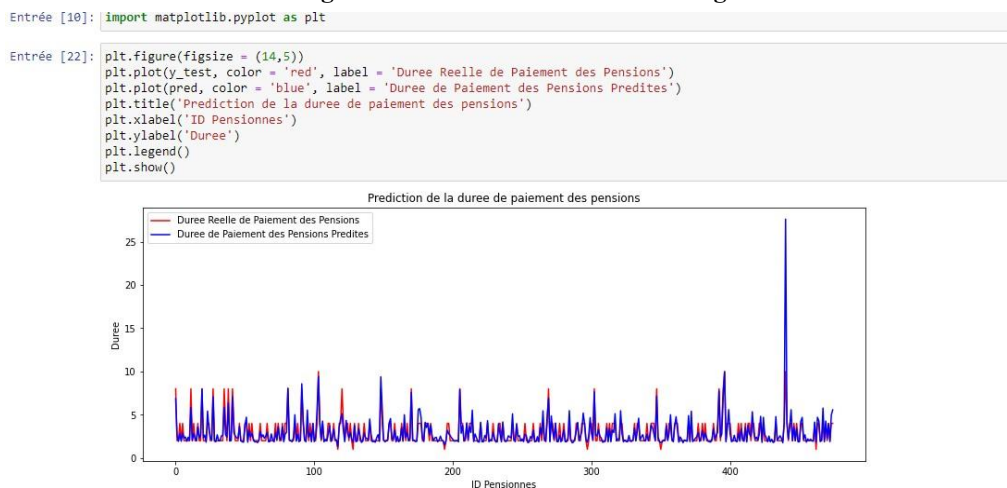 Entrée [10]: import matplotlib.pyplot as plt
Entrée [22]: plt.figure(figsize = (14,5))
plt.plot(y_test, color = 'red', label = 'Duree Reelle de Paiement des Pensions')
plt.plot(pred, color = 'blue', label = 'Duree de Paiement des Pensions Predites')
plt.title('Prediction de la duree de paiement des pensions')
plt.xlabel('ID Pensionnes')
plt.ylabel('Duree')
plt.legend()
plt.show()
Prediction de la duree de paiement des pensions
Duree Reelle de Paiement des Pensions
Duree de Paiement des Pensions Predites
25
20
15
10
5
0
Duree
0 100 200 300 400
ID Pensionnes